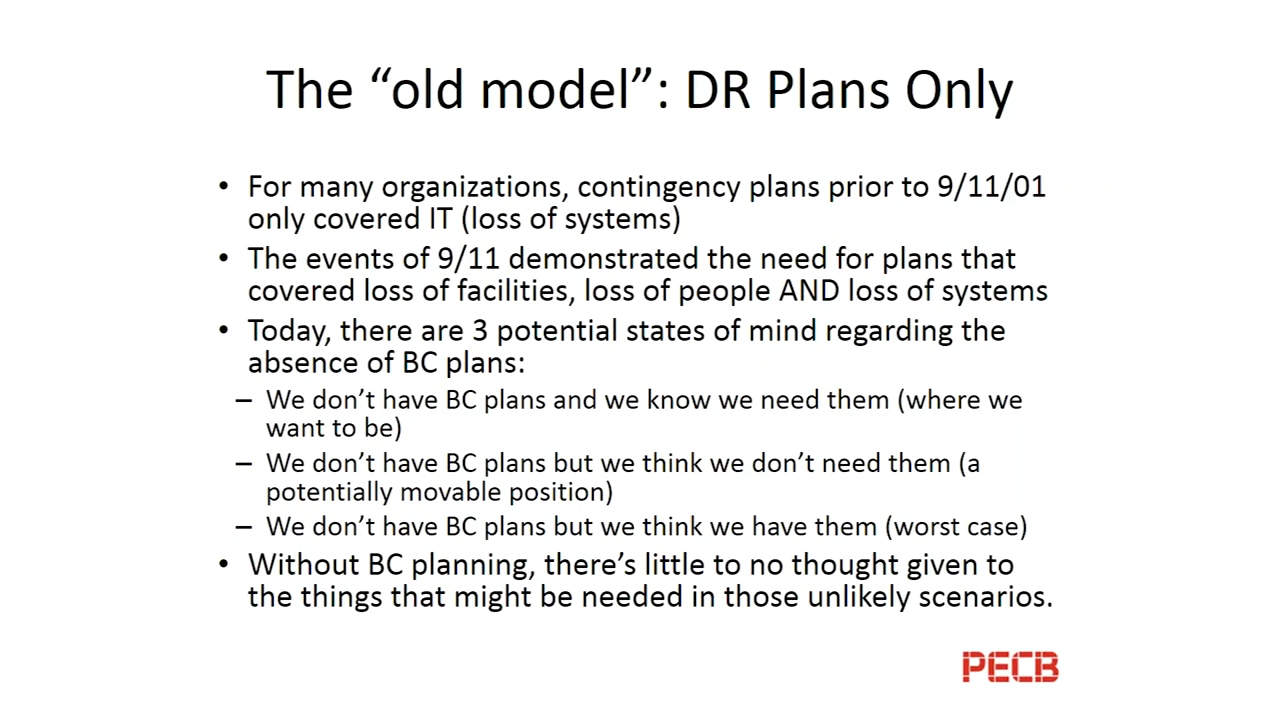 The “old model”: DR Plans Only
• For many organizations, contingency plans prior to 9/11/01
only covered IT (loss of systems)
• The events of 9/11 demonstrated the need for plans that
covered loss of facilities, loss of people AND loss of systems
• Today, there are 3 potential states of mind regarding the
absence of BC plans:
– We don’t have BC plans and we know we need them (where we
want to be)
– We don’t have BC plans but we think we don’t need them (a
potentially movable position)
– We don’t have BC plans but we think we have them (worst case)
• Without BC planning, there’s little to no thought given to
the things that might be needed in those unlikely scenarios.
PECB